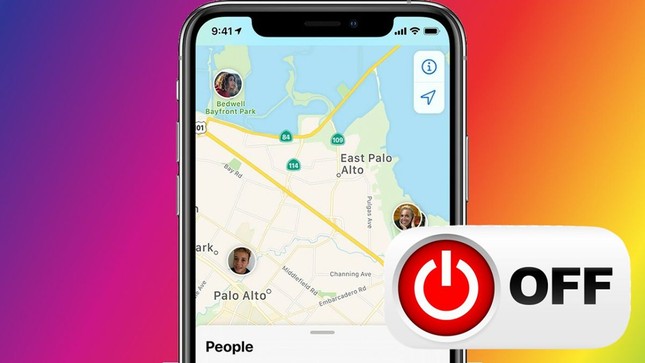 9:41
Bedwell
Bayfront Park
101
84
109
114
East Palo
Alto
Bay Rd
Pulgas Ave
ark
Channing Ave
Middlefield Rd
Embarcadero Rd
Palo Alto
OFF
People